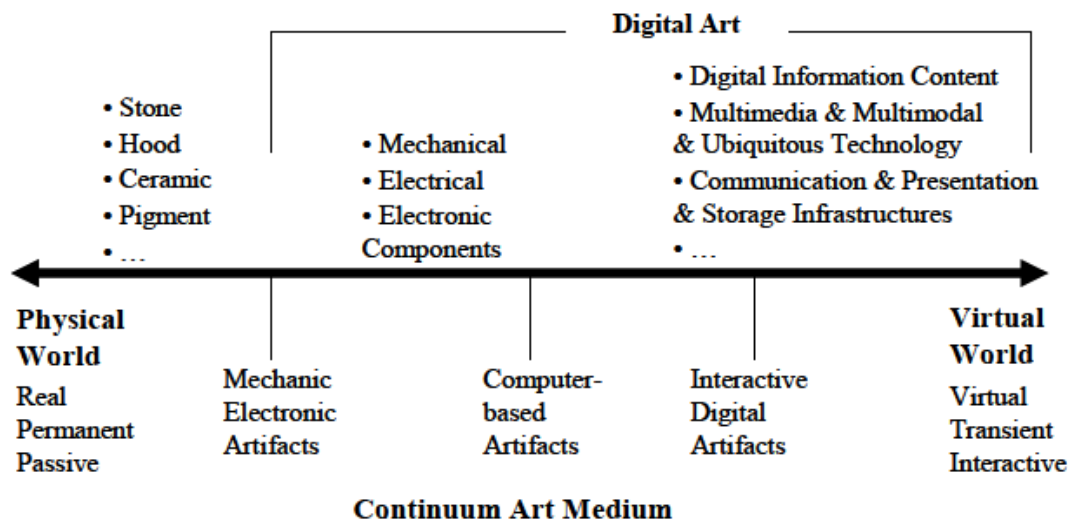 Digital Art
• Stone
• Hood
• Ceramic
• Pigment
• ...
• Mechanical
• Electrical
• Electronic
Components
• Digital Information Content
• Multimedia & Multimodal
& Ubiquitous Technology
• Communication & Presentation
& Storage Infrastructures
• ...
Physical
World
Real
Permanent
Passive
Mechanic
Electronic
Artifacts
Computer-
based
Artifacts
Interactive
Digital
Artifacts
Virtual
World
Virtual
Transient
Interactive
Continuum Art Medium